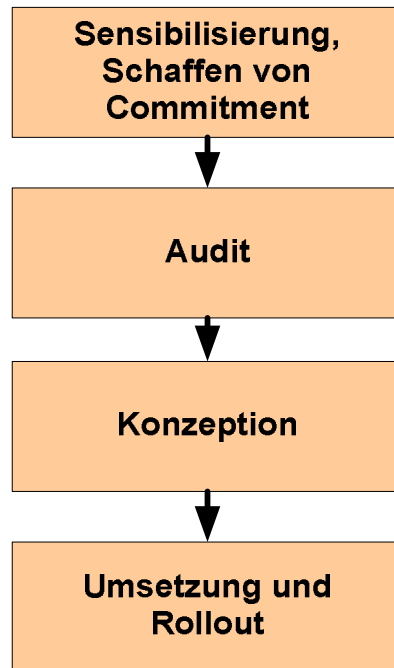 Sensibilisierung,
Schaffen von
Commitment
Audit
Konzeption
Umsetzung und
Rollout